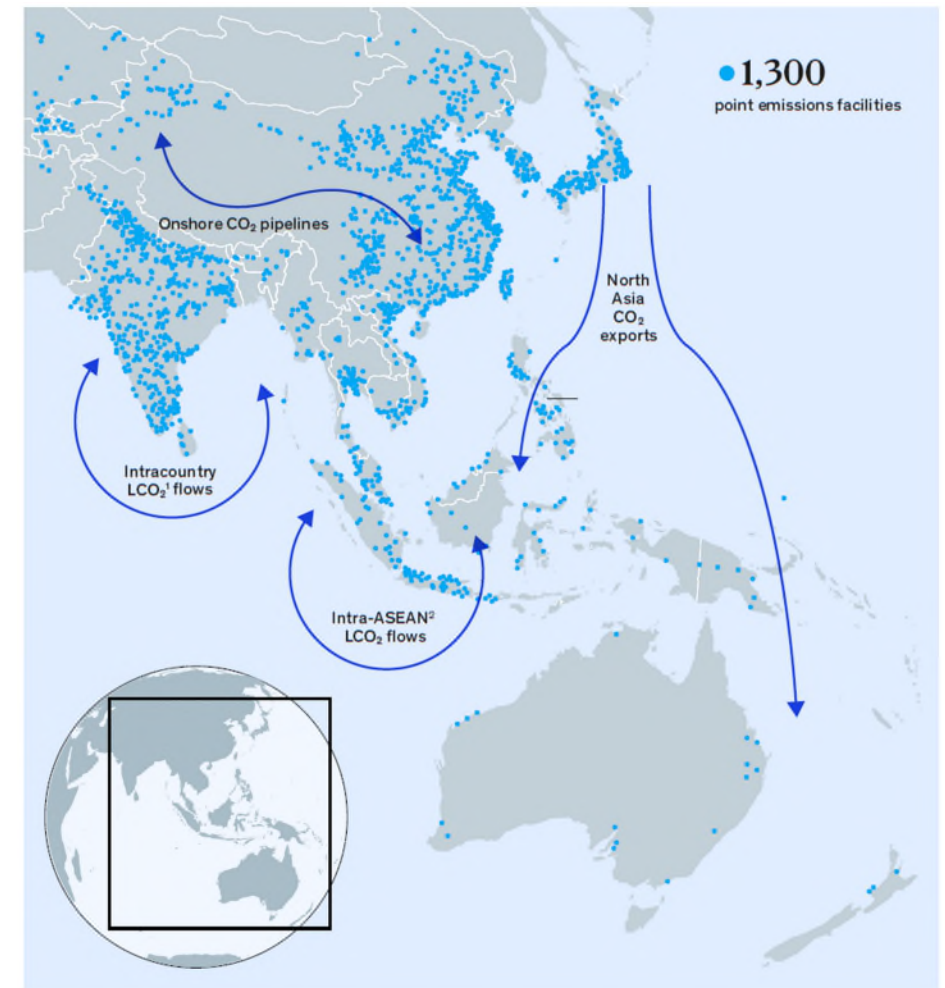 1,300
point emissions facilities
Onshore CO₂ pipelines
North
Asia
CO₂
exports
Intracountry
LCO₂¹ flows
Intra-ASEAN²
LCO₂ flows